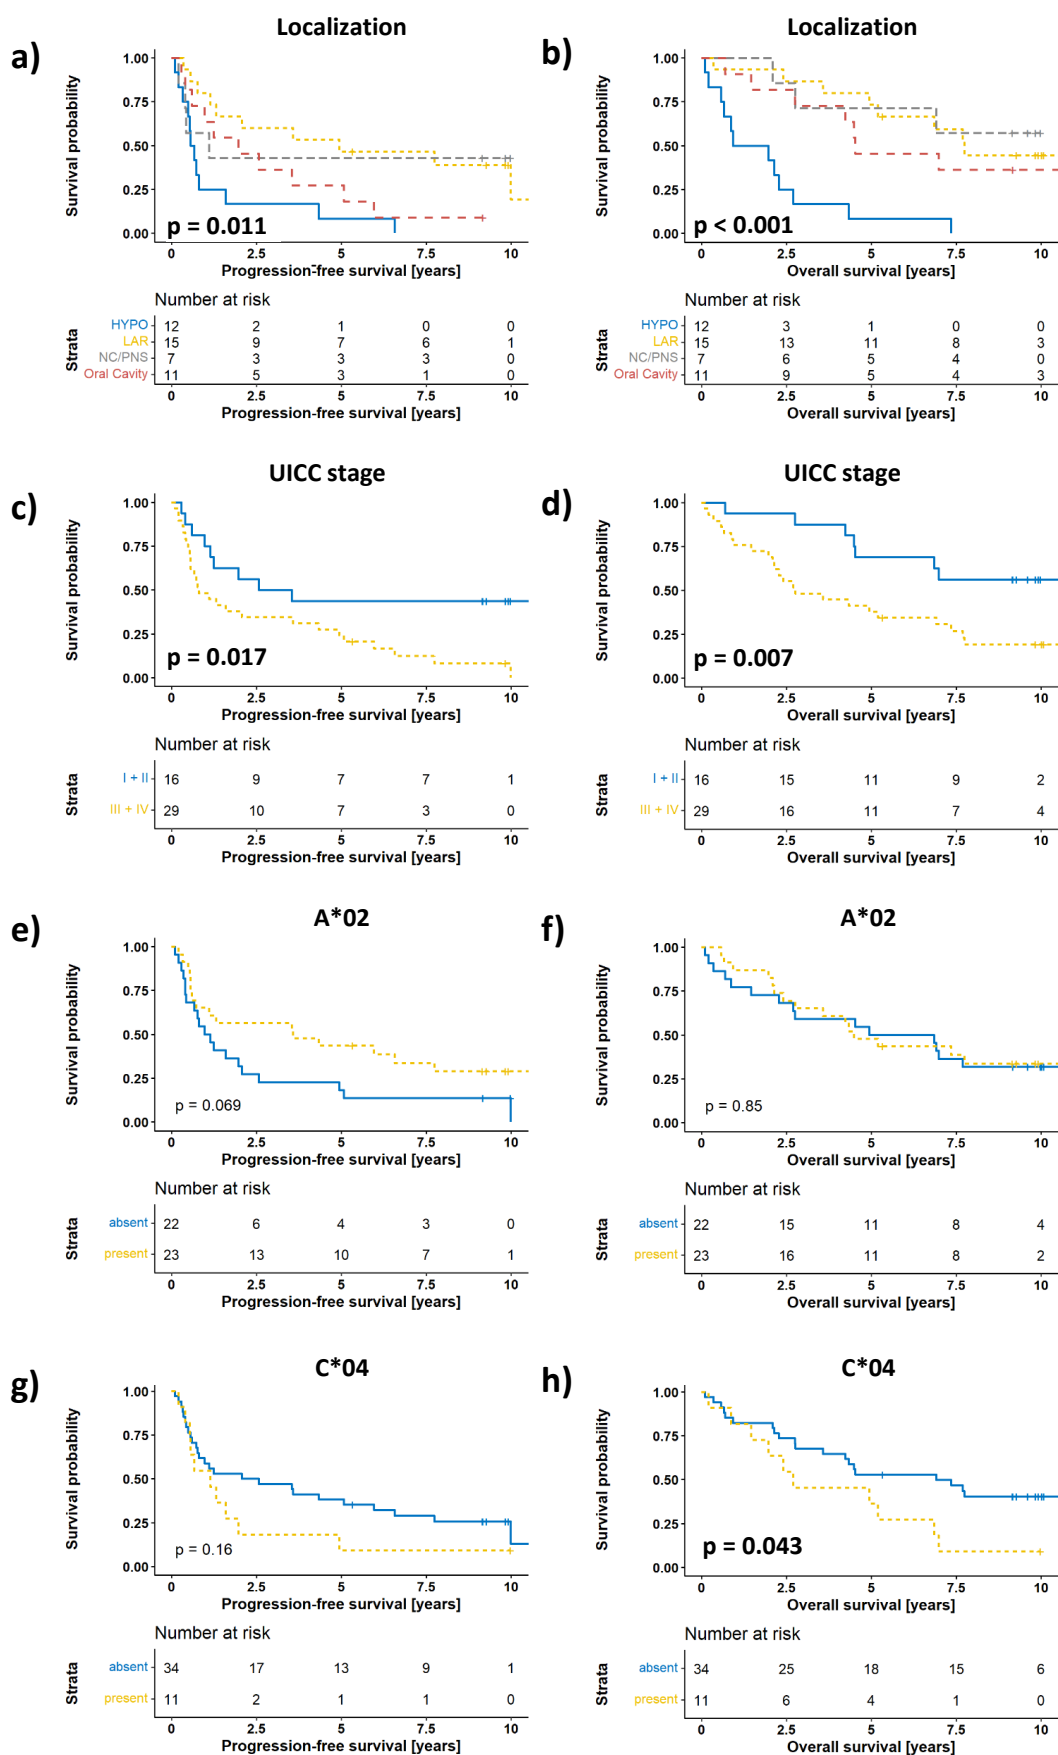 a)
Localization
Survival probability
1.00
0.75
0.50
0.25
0.00
p = 0.011
0 2.5 5 7.5 10
Progression-free survival [years]
Number at risk
Strata
HYPO 12 2 1 0 0
LAR 15 9 7 6 1
NC/PNS 7 3 3 3 0
Oral Cavity 11 5 3 1 0
0 2.5 5 7.5 10
Progression-free survival [years]
b)
Localization
Survival probability
1.00
0.75
0.50
0.25
0.00
p < 0.001
0 2.5 5 7.5 10
Overall survival [years]
Number at risk
Strata
HYPO 12 3 1 0 0
LAR 15 13 11 8 3
NC/PNS 7 6 5 4 0
Oral Cavity 11 9 5 4 3
0 2.5 5 7.5 10
Overall survival [years]
c)
UICC stage
Survival probability
1.00
0.75
0.50
0.25
0.00
p = 0.017
0 2.5 5 7.5 10
Progression-free survival [years]
Number at risk
Strata
I + II 16 9 7 7 1
III + IV 29 10 7 3 0
0 2.5 5 7.5 10
Progression-free survival [years]
d)
UICC stage
Survival probability
1.00
0.75
0.50
0.25
0.00
p = 0.007
0 2.5 5 7.5 10
Overall survival [years]
Number at risk
Strata
I + II 16 15 11 9 2
III + IV 29 16 11 7 4
0 2.5 5 7.5 10
Overall survival [years]
e)
A*02
Survival probability
1.00
0.75
0.50
0.25
0.00
p = 0.069
0 2.5 5 7.5 10
Progression-free survival [years]
Number at risk
Strata
absent 22 6 4 3 0
present 23 13 10 7 1
0 2.5 5 7.5 10
Progression-free survival [years]
f)
A*02
Survival probability
1.00
0.75
0.50
0.25
0.00
p = 0.85
0 2.5 5 7.5 10
Overall survival [years]
Number at risk
Strata
absent 22 15 11 8 4
present 23 16 11 8 2
0 2.5 5 7.5 10
Overall survival [years]
g)
C*04
Survival probability
1.00
0.75
0.50
0.25
0.00
p = 0.16
0 2.5 5 7.5 10
Progression-free survival [years]
Number at risk
Strata
absent 34 17 13 9 1
present 11 2 1 1 0
0 2.5 5 7.5 10
Progression-free survival [years]
h)
C*04
Survival probability
1.00
0.75
0.50
0.25
0.00
p = 0.043
0 2.5 5 7.5 10
Overall survival [years]
Number at risk
Strata
absent 34 25 18 15 6
present 11 6 4 1 0
0 2.5 5 7.5 10
Overall survival [years]